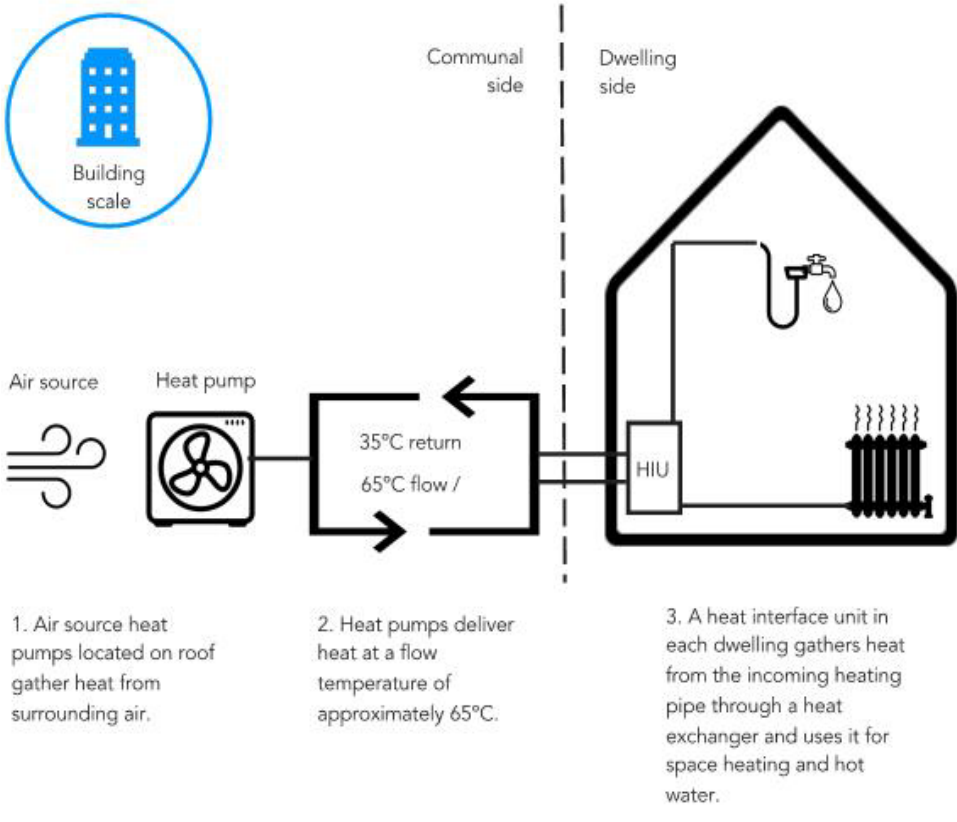 Communal
side
Dwelling
side
Building
scale
Air source
Heat pump
35°C return
65°C flow /
HIU
1. Air source heat
pumps located on roof
gather heat from
surrounding air.
2. Heat pumps deliver
heat at a flow
temperature of
approximately 65°C.
3. A heat interface unit in
each dwelling gathers heat
from the incoming heating
pipe through a heat
exchanger and uses it for
space heating and hot
water.